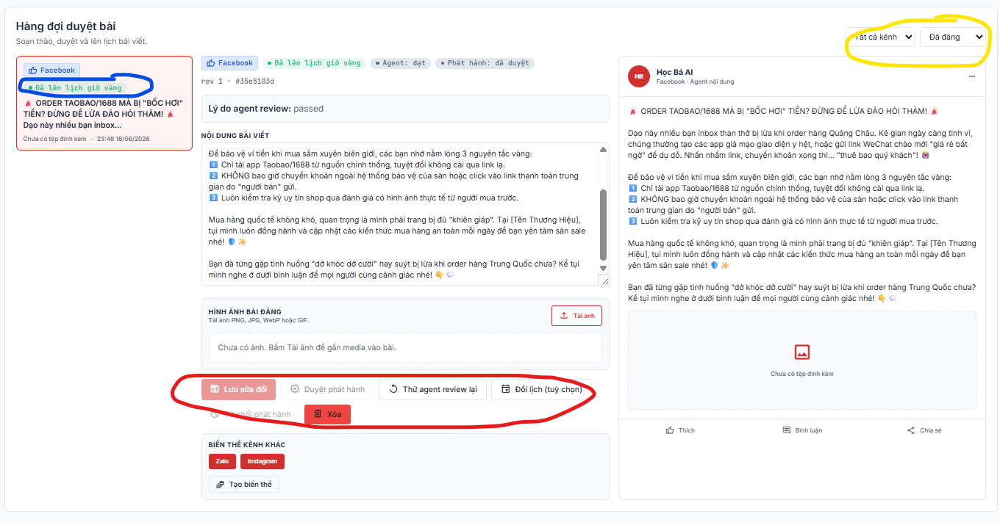 Hàng đợi duyệt bài
Soạn thảo, duyệt và lên lịch bài viết.
Tất cả kênh
Đã đăng
Facebook
Đã lên lịch giờ vàng
🚨 ORDER TAOBAO/1688 MÀ BỊ "BỐC HƠI"
TIỀN? ĐỪNG ĐỂ LỪA ĐẢO HỎI THĂM! 🚨
Dạo này nhiều bạn inbox...
Chưa có tệp đính kèm · 23:48 16/08/2026
Facebook
Đã lên lịch giờ vàng
Agent: đạt
Phát hành: đã duyệt
rev 1 · #35e5103d
Lý do agent review: passed
NỘI DUNG BÀI VIẾT
Để bảo vệ ví tiền khi mua sắm xuyên biên giới, các bạn nhớ nằm lòng 3 nguyên tắc vàng:
1️⃣ Chỉ tải app Taobao/1688 từ nguồn chính thống, tuyệt đối không cài qua link lạ.
2️⃣ KHÔNG bao giờ chuyển khoản ngoài hệ thống bảo vệ của sàn hoặc click vào link thanh toán trung
gian do "người bán" gửi.
3️⃣ Luôn kiểm tra kỹ uy tín shop qua đánh giá có hình ảnh thực tế từ người mua trước.
Mua hàng quốc tế không khó, quan trọng là mình phải trang bị đủ "khiên giáp". Tại [Tên Thương Hiệu],
tụi mình luôn đồng hành và cập nhật các kiến thức mua hàng an toàn mỗi ngày để bạn yên tâm săn sale
nhé! 🛡️ ✨
Bạn đã từng gặp tình huống "dở khóc dở cười" hay suýt bị lừa khi order hàng Trung Quốc chưa? Kể tụi
mình nghe ở dưới bình luận để mọi người cùng cảnh giác nhé! 👇 💬
HÌNH ẢNH BÀI ĐĂNG
Tải ảnh PNG, JPG, WebP hoặc GIF.
Tải ảnh
Chưa có ảnh. Bấm Tải ảnh để gắn media vào bài.
Lưu sửa đổi
Duyệt phát hành
Thử agent review lại
Đổi lịch (tuỳ chọn)
Từ chối phát hành
Xóa
BIẾN THỂ KÊNH KHÁC
Zalo
Instagram
Tạo biến thể
HB
Học Bá AI
Facebook · Agent nội dung
🚨 ORDER TAOBAO/1688 MÀ BỊ "BỐC HƠI" TIỀN? ĐỪNG ĐỂ LỪA ĐẢO HỎI THĂM! 🚨
Dạo này nhiều bạn inbox than thở bị lừa khi order hàng Quảng Châu. Kẻ gian ngày càng tinh vi,
chúng thường tạo các app giả mạo giao diện y hệt, hoặc gửi link WeChat chào mời "giá rẻ bất
ngờ" để dụ dỗ. Nhấn nhầm link, chuyển khoản xong thì... "thuê bao quý khách"!
Để bảo vệ ví tiền khi mua sắm xuyên biên giới, các bạn nhớ nằm lòng 3 nguyên tắc vàng:
1️⃣ Chỉ tải app Taobao/1688 từ nguồn chính thống, tuyệt đối không cài qua link lạ.
2️⃣ KHÔNG bao giờ chuyển khoản ngoài hệ thống bảo vệ của sàn hoặc click vào link thanh
toán trung gian do "người bán" gửi.
3️⃣ Luôn kiểm tra kỹ uy tín shop qua đánh giá có hình ảnh thực tế từ người mua trước.
Mua hàng quốc tế không khó, quan trọng là mình phải trang bị đủ "khiên giáp". Tại [Tên Thương
Hiệu], tụi mình luôn đồng hành và cập nhật các kiến thức mua hàng an toàn mỗi ngày để bạn
yên tâm săn sale nhé! 🛡️ ✨
Bạn đã từng gặp tình huống "dở khóc dở cười" hay suýt bị lừa khi order hàng Trung Quốc chưa?
Kể tụi mình nghe ở dưới bình luận để mọi người cùng cảnh giác nhé! 👇 💬
Chưa có tệp đính kèm
Thích
Bình luận
Chia sẻ